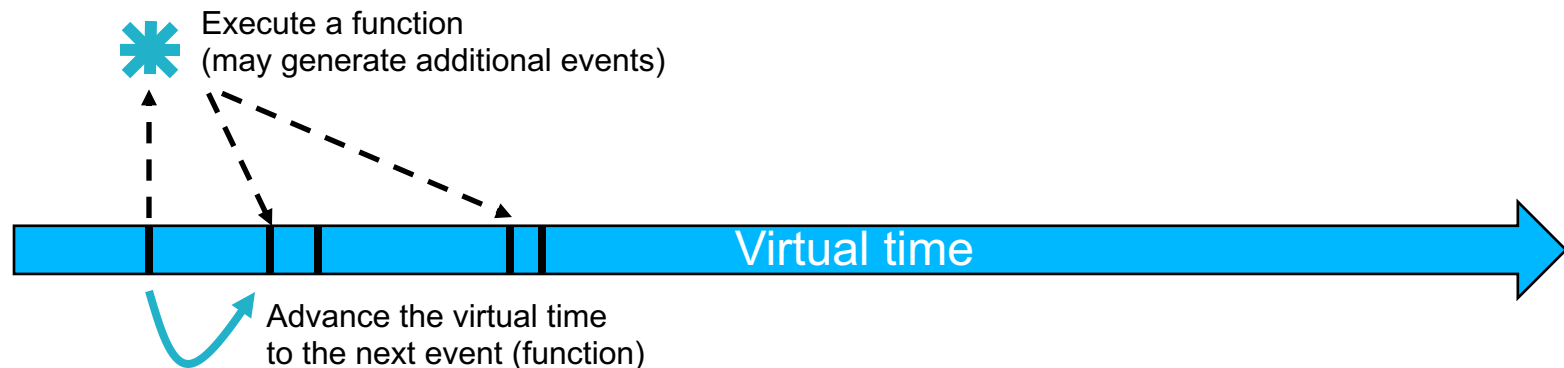 Execute a function
(may generate additional events)
Virtual time
Advance the virtual time
to the next event (function)